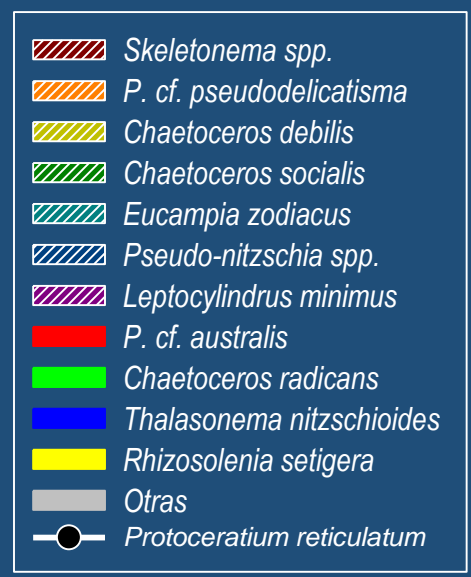 Skeletonema spp.
P. cf. pseudodelicatisma
Chaetoceros debilis
Chaetoceros socialis
Eucampia zodiacus
Pseudo-nitzschia spp.
Leptocylindrus minimus
P. cf. australis
Chaetoceros radicans
Thalasonema nitzschioides
Rhizosolenia setigera
Otras
Protoceratium reticulatum